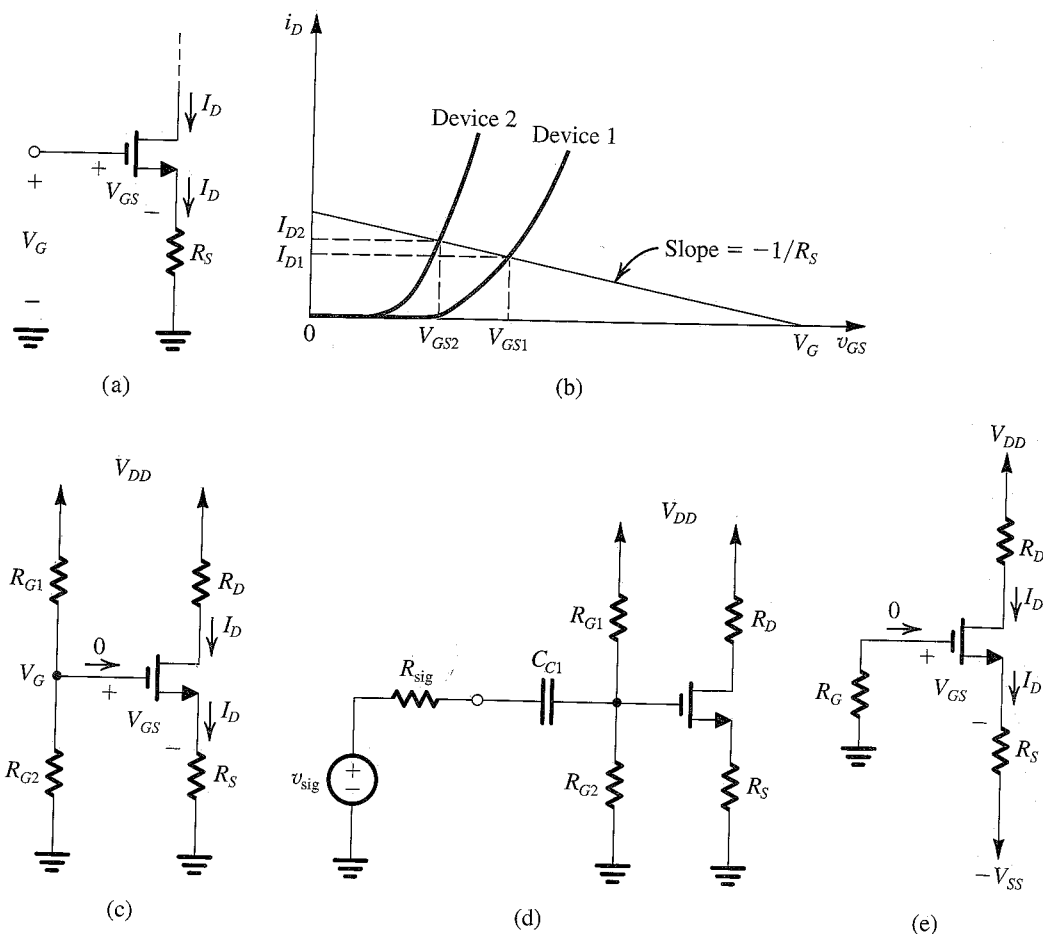 i_D
Device 2
Device 1
I_D2
I_D1
Slope = −1/R_S
0
V_GS2
V_GS1
V_G
v_GS
(b)
I_D
+
+
V_GS
−
I_D
V_G
R_S
−
(a)
V_DD
R_G1
R_D
I_D
0
V_G
+
V_GS
−
I_D
R_G2
R_S
(c)
V_DD
R_G1
R_D
R_sig
C_C1
v_sig
+
−
R_G2
R_S
(d)
V_DD
R_D
I_D
0
+
V_GS
−
I_D
R_G
R_S
−V_SS
(e)